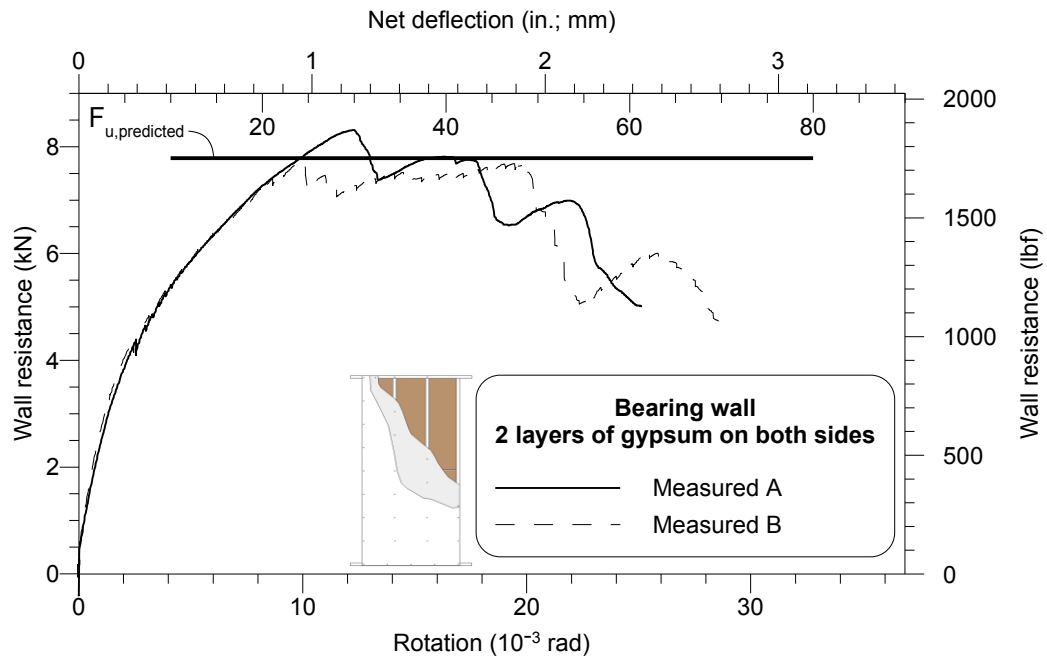 Net deflection (in.; mm)
0 1 2 3
20 40 60 80
F u,predicted
Wall resistance (kN)
8
6
4
2
0
Wall resistance (lbf)
2000
1500
1000
500
0
Bearing wall
2 layers of gypsum on both sides
Measured A
Measured B
0 10 20 30
Rotation (10⁻³ rad)